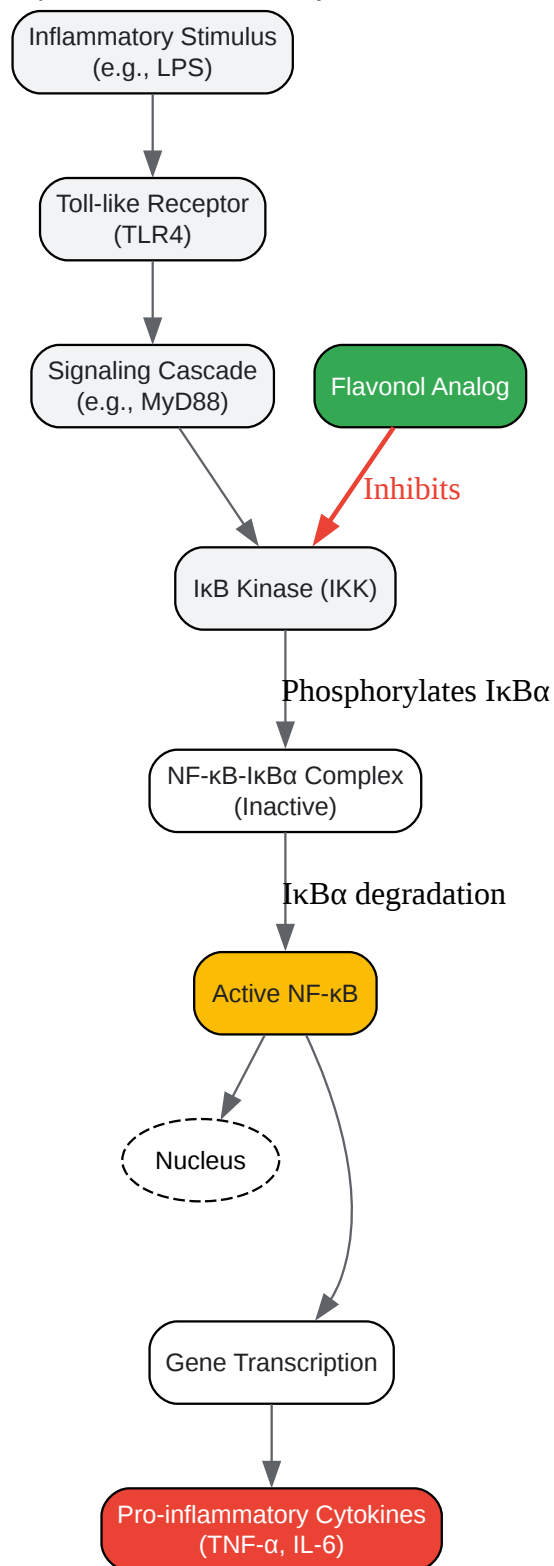 Inflammatory Stimulus
(e.g., LPS)
Toll-like Receptor
(TLR4)
Signaling Cascade
(e.g., MyD88)
Flavonol Analog
Inhibits
IκB Kinase (IKK)
Phosphorylates IκBα
NF-κB-IκBα Complex
(Inactive)
IκBα degradation
Active NF-κB
Nucleus
Gene Transcription
Pro-inflammatory Cytokines
(TNF-α, IL-6)